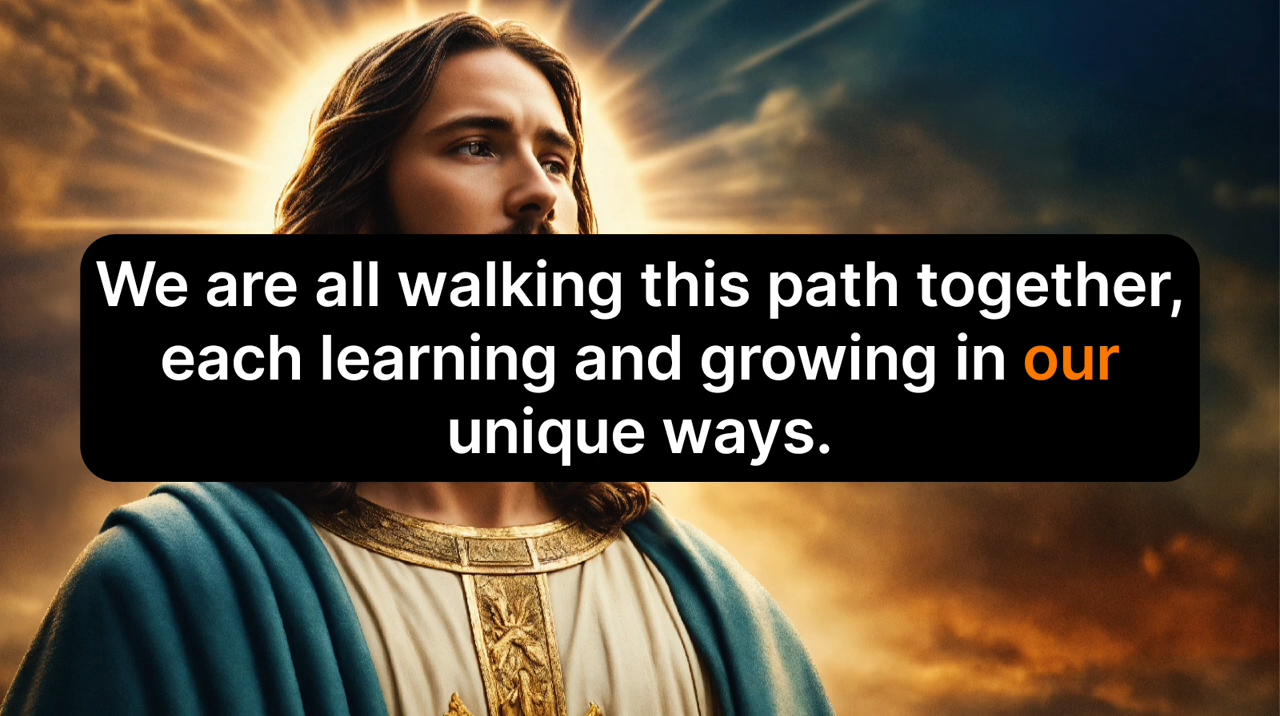 We are all walking this path together,
each learning and growing in our
unique ways.